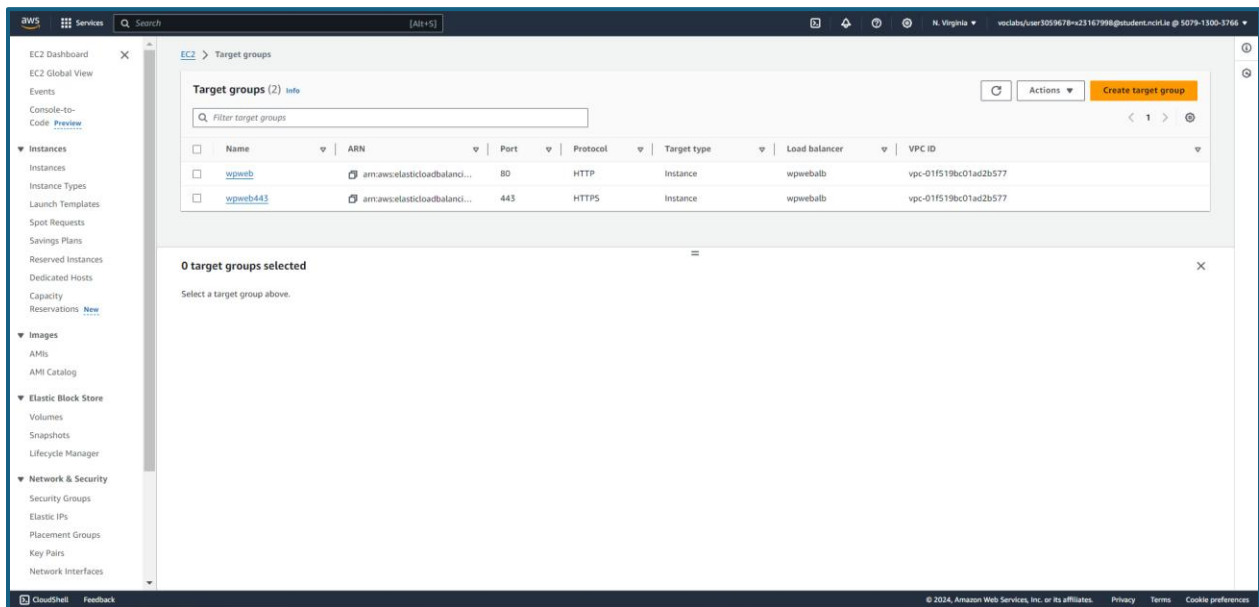 aws Services Search [Alt+S] N. Virginia voclabs/user3059678=x23167998@student.ncirl.ie @ 5079-1300-3766
EC2 Dashboard
EC2 Global View
Events
Console-to-
Code Preview
Instances
Instances
Instance Types
Launch Templates
Spot Requests
Savings Plans
Reserved Instances
Dedicated Hosts
Capacity
Reservations New
Images
AMIs
AMI Catalog
Elastic Block Store
Volumes
Snapshots
Lifecycle Manager
Network & Security
Security Groups
Elastic IPs
Placement Groups
Key Pairs
Network Interfaces
EC2 > Target groups
Target groups (2) Info Actions Create target group
Filter target groups 1
Name ARN Port Protocol Target type Load balancer VPC ID
wpweb arn:aws:elasticloadbalanci... 80 HTTP Instance wpwebalb vpc-01f519bc01ad2b577
wpweb443 arn:aws:elasticloadbalanci... 443 HTTPS Instance wpwebalb vpc-01f519bc01ad2b577
0 target groups selected
Select a target group above.
CloudShell Feedback © 2024, Amazon Web Services, Inc. or its affiliates. Privacy Terms Cookie preferences